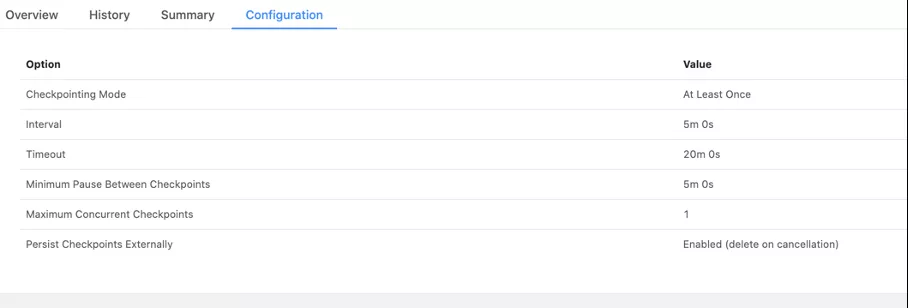 Overview History Summary Configuration
Option Value
Checkpointing Mode At Least Once
Interval 5m 0s
Timeout 20m 0s
Minimum Pause Between Checkpoints 5m 0s
Maximum Concurrent Checkpoints 1
Persist Checkpoints Externally Enabled (delete on cancellation)